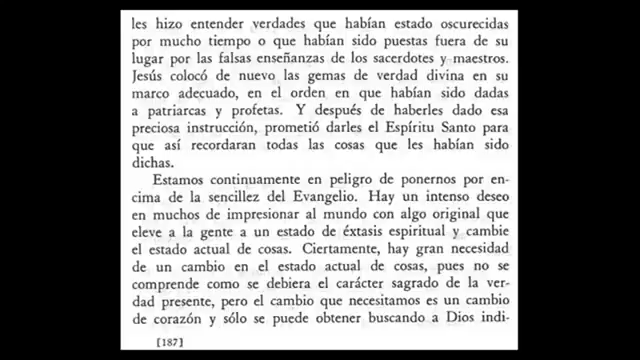 les hizo entender verdades que habían estado oscurecidas
por mucho tiempo o que habían sido puestas fuera de su
lugar por las falsas enseñanzas de los sacerdotes y maestros.
Jesús colocó de nuevo las gemas de verdad divina en su
marco adecuado, en el orden en que habían sido dadas
a patriarcas y profetas. Y después de haberles dado esa
preciosa instrucción, prometió darles el Espíritu Santo para
que así recordaran todas las cosas que les habían sido
dichas.
Estamos continuamente en peligro de ponernos por en-
cima de la sencillez del Evangelio. Hay un intenso deseo
en muchos de impresionar al mundo con algo original que
eleve a la gente a un estado de éxtasis espiritual y cambie
el estado actual de cosas. Ciertamente, hay gran necesidad
de un cambio en el estado actual de cosas, pues no se
comprende como se debiera el carácter sagrado de la ver-
dad presente, pero el cambio que necesitamos es un cambio
de corazón y sólo se puede obtener buscando a Dios indi-
[187]